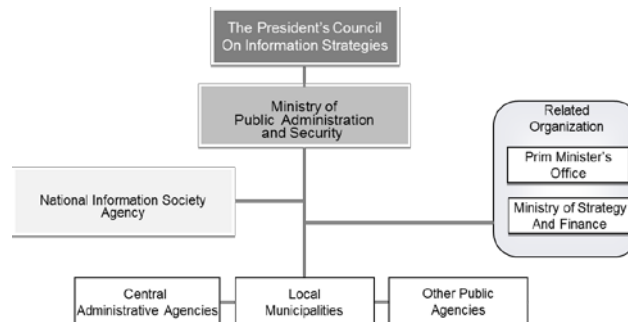 The President's Council
On Information Strategies
Ministry of
Public Administration
and Security
Related
Organization
Prim Minister's
Office
National Information Society
Agency
Ministry of Strategy
And Finance
Central
Administrative Agencies
Local
Municipalities
Other Public
Agencies